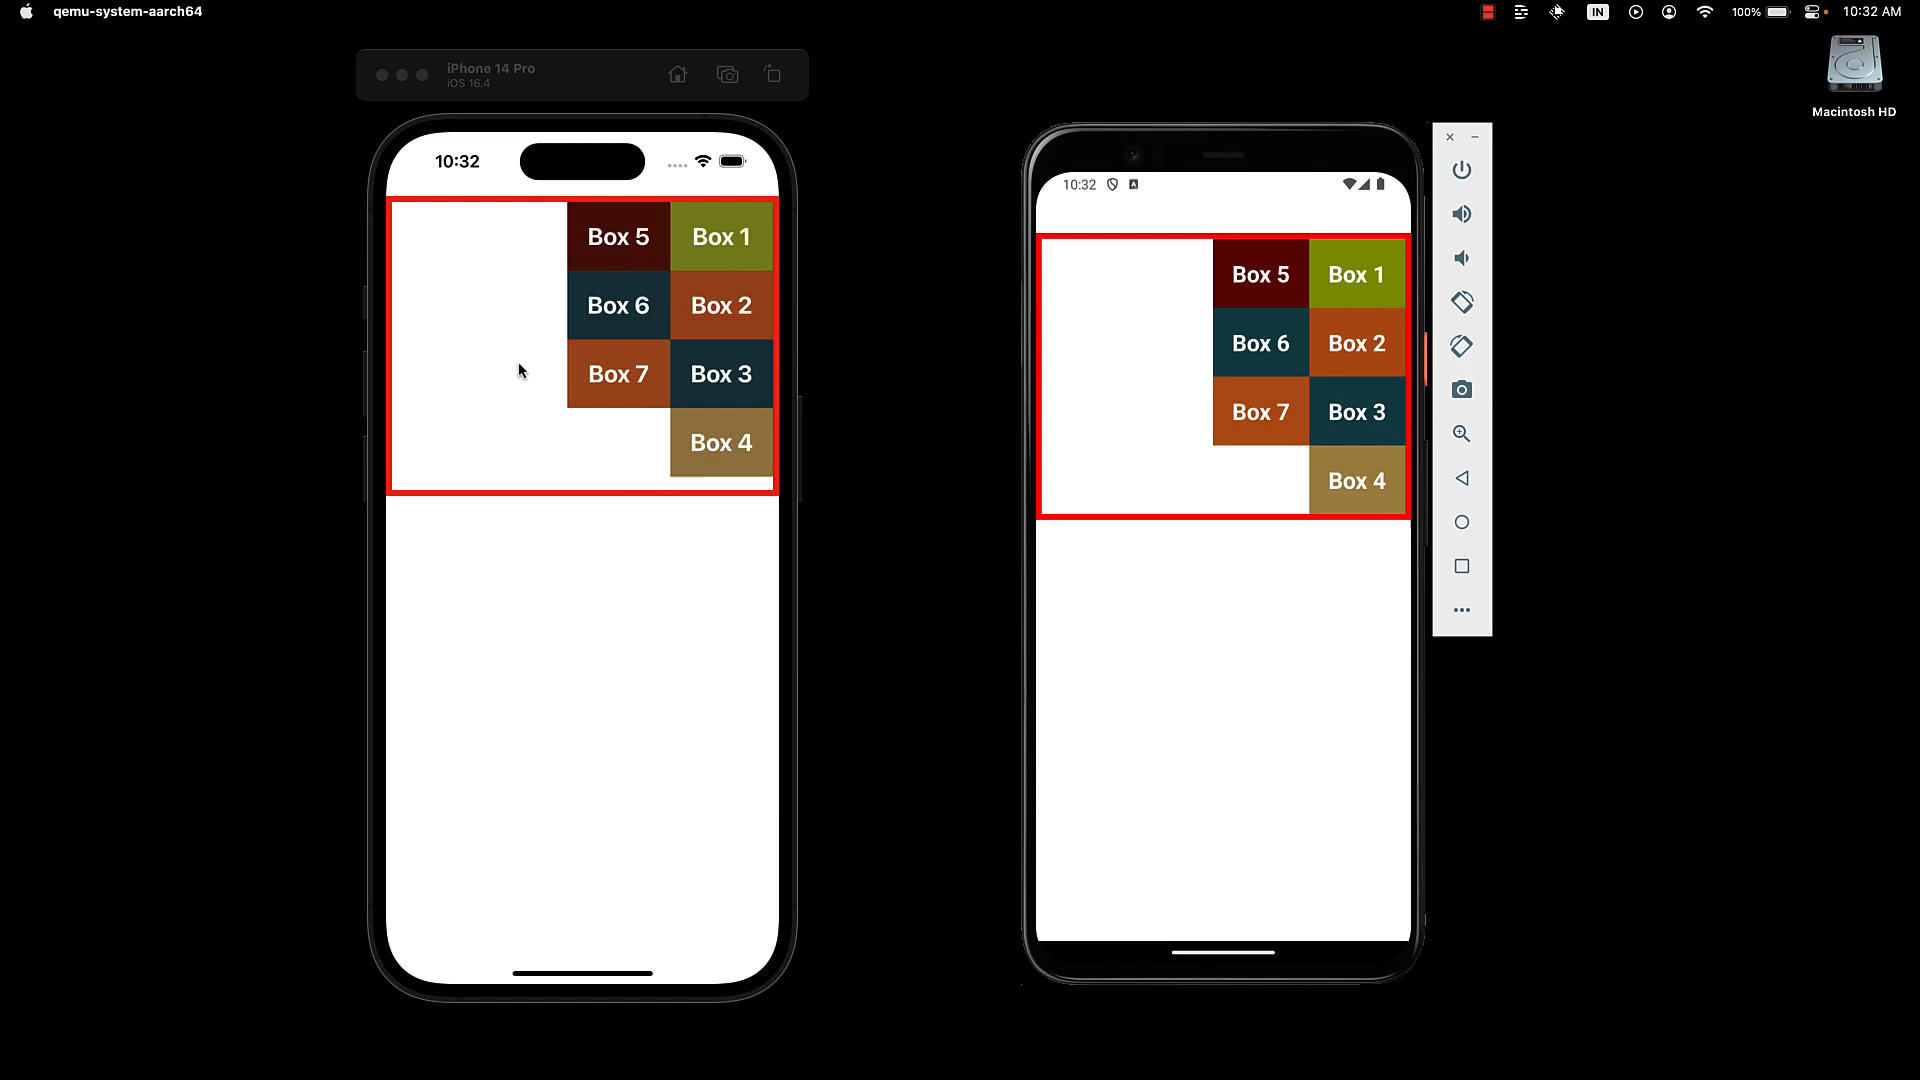 qemu-system-aarch64
IN
100%
10:32 AM
Macintosh HD
iPhone 14 Pro
iOS 16.4
10:32
Box 5
Box 1
Box 6
Box 2
Box 7
Box 3
Box 4
10:32
Box 5
Box 1
Box 6
Box 2
Box 7
Box 3
Box 4